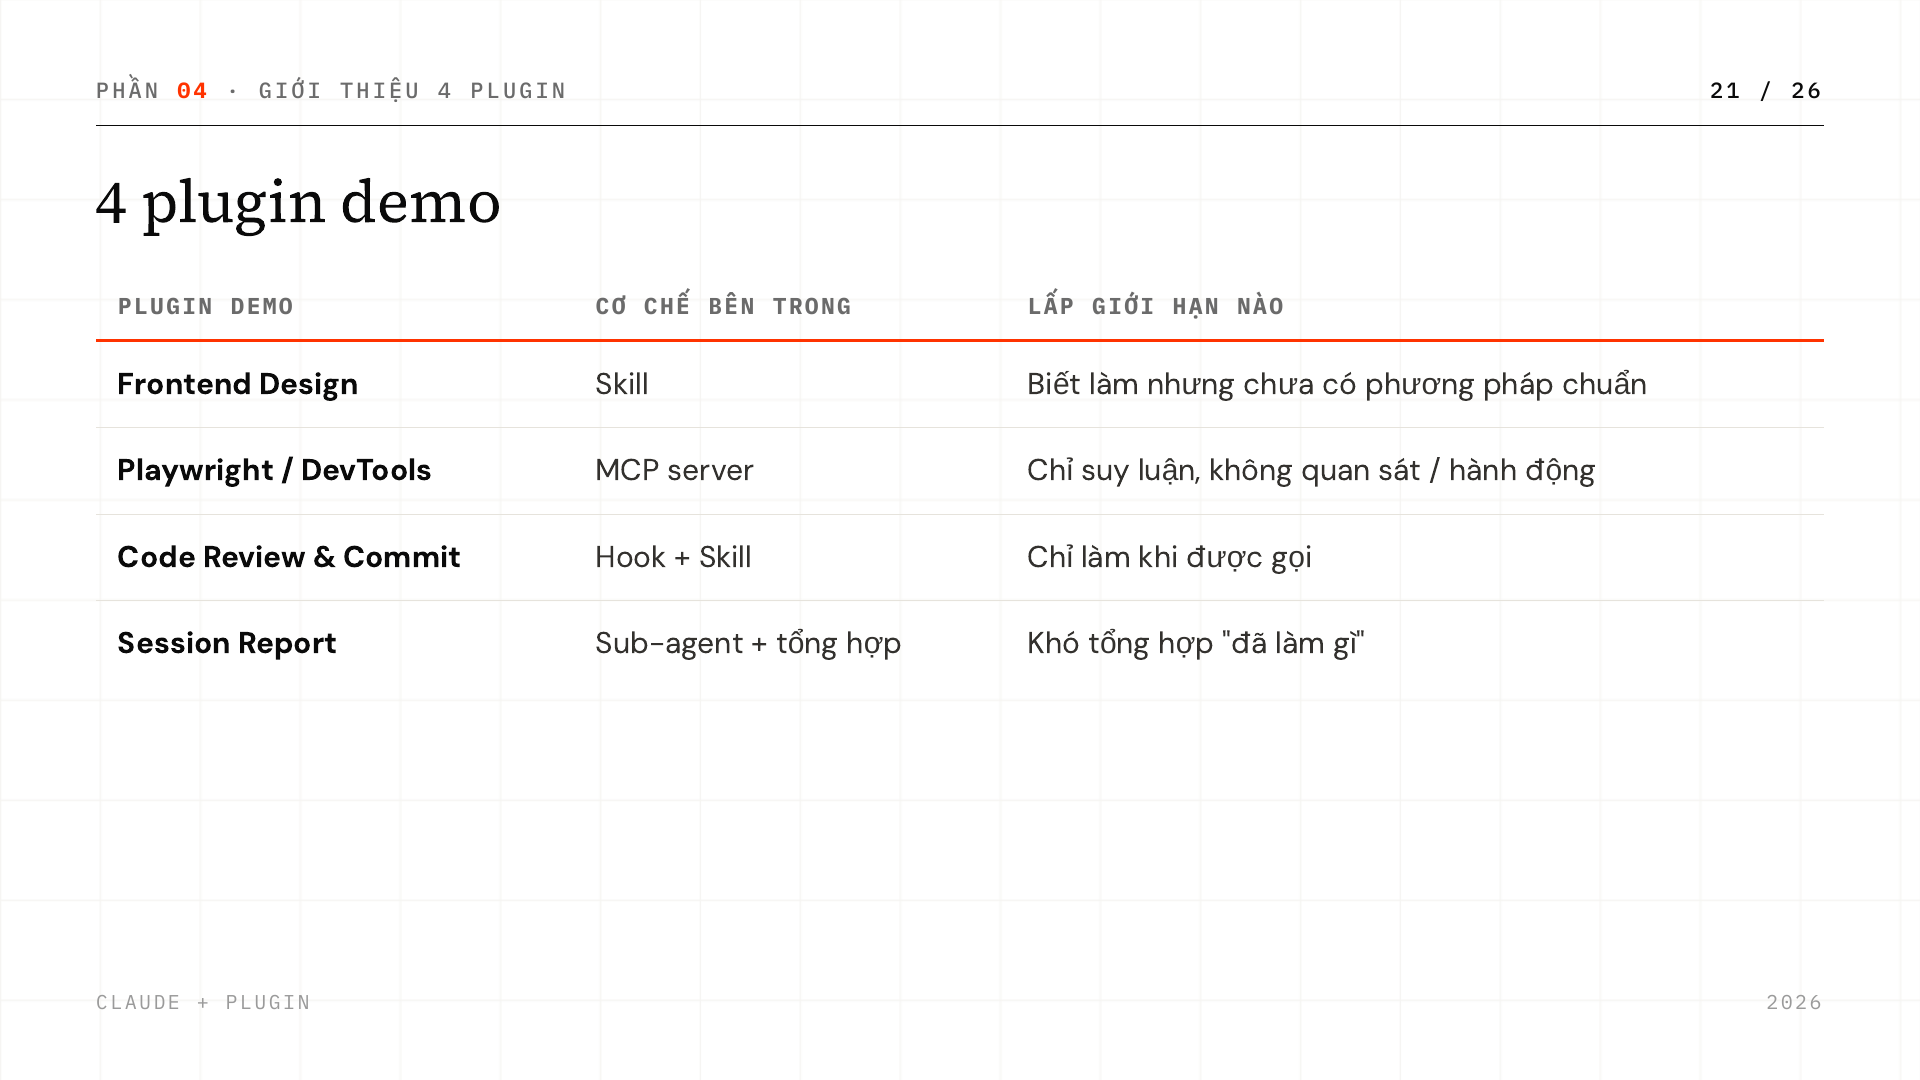 PHẦN 04 · GIỚI THIỆU 4 PLUGIN
21 / 26
4 plugin demo
PLUGIN DEMO CƠ CHẾ BÊN TRONG LẤP GIỚI HẠN NÀO
Frontend Design Skill Biết làm nhưng chưa có phương pháp chuẩn
Playwright / DevTools MCP server Chỉ suy luận, không quan sát / hành động
Code Review & Commit Hook + Skill Chỉ làm khi được gọi
Session Report Sub-agent + tổng hợp Khó tổng hợp "đã làm gì"
CLAUDE + PLUGIN
2026